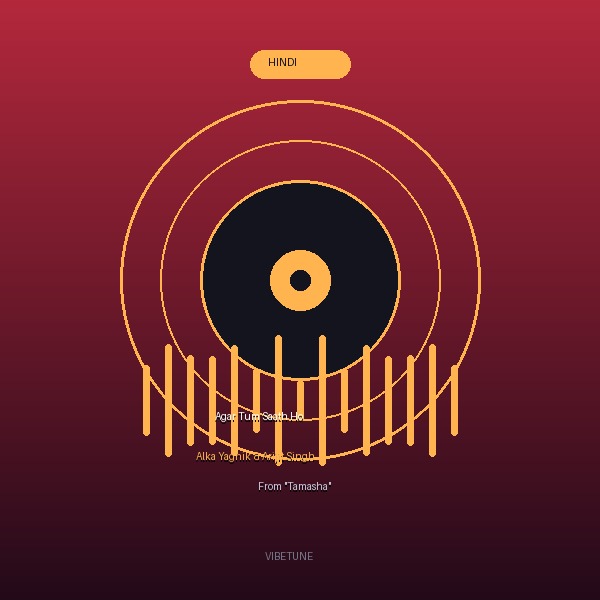 HINDI
Agar Tum Saath Ho
Alka Yagnik & Arijit Singh
From "Tamasha"
VIBETUNE